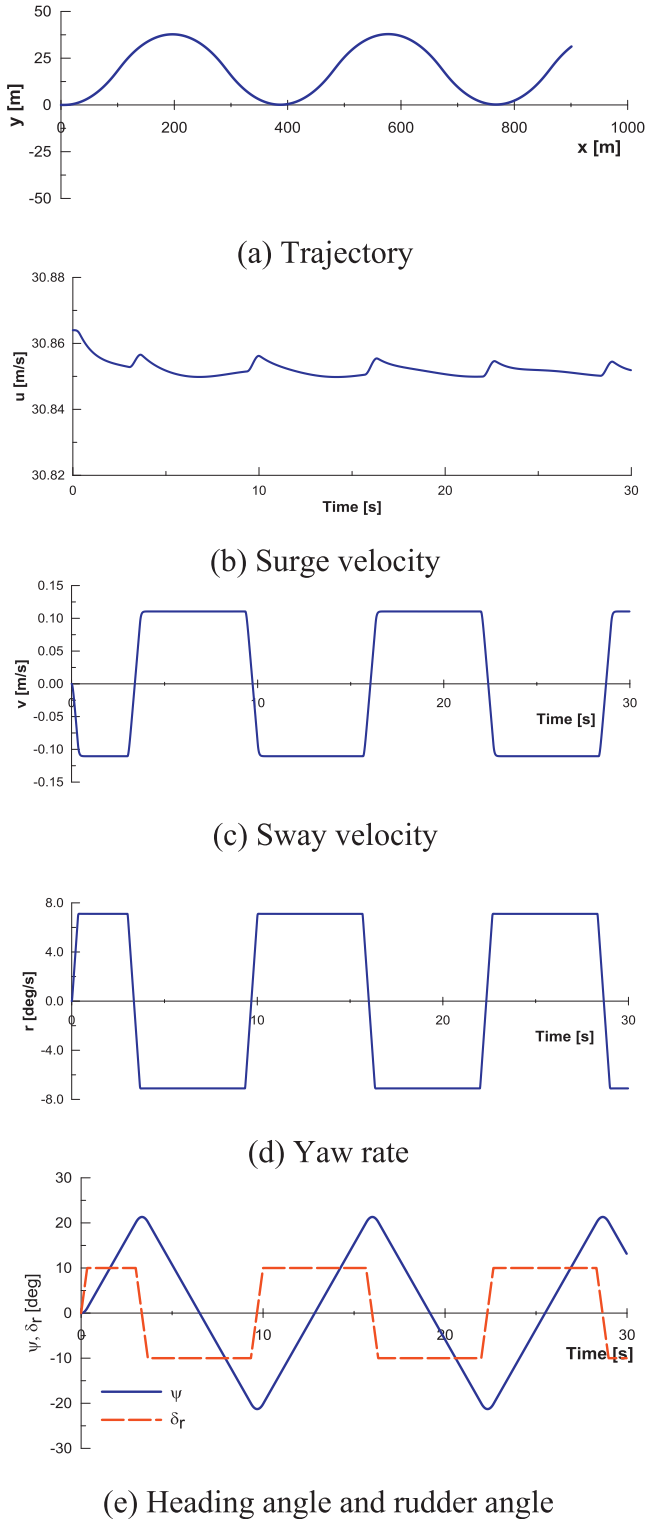 50
25
0
-25
-50
y [m]
0 200 400 600 800 1000
x [m]
(a) Trajectory
30.88
30.86
30.84
30.82
u [m/s]
0 10 20 30
Time [s]
(b) Surge velocity
0.15
0.10
0.05
0.00
-0.05
-0.10
-0.15
v [m/s]
0 10 20 30
Time [s]
(c) Sway velocity
8.0
4.0
0.0
-4.0
-8.0
r [deg/s]
0 10 20 30
Time [s]
(d) Yaw rate
30
20
10
0
-10
-20
-30
ψ, δr [deg]
0 10 20 30
Time [s]
ψ
δr
(e) Heading angle and rudder angle